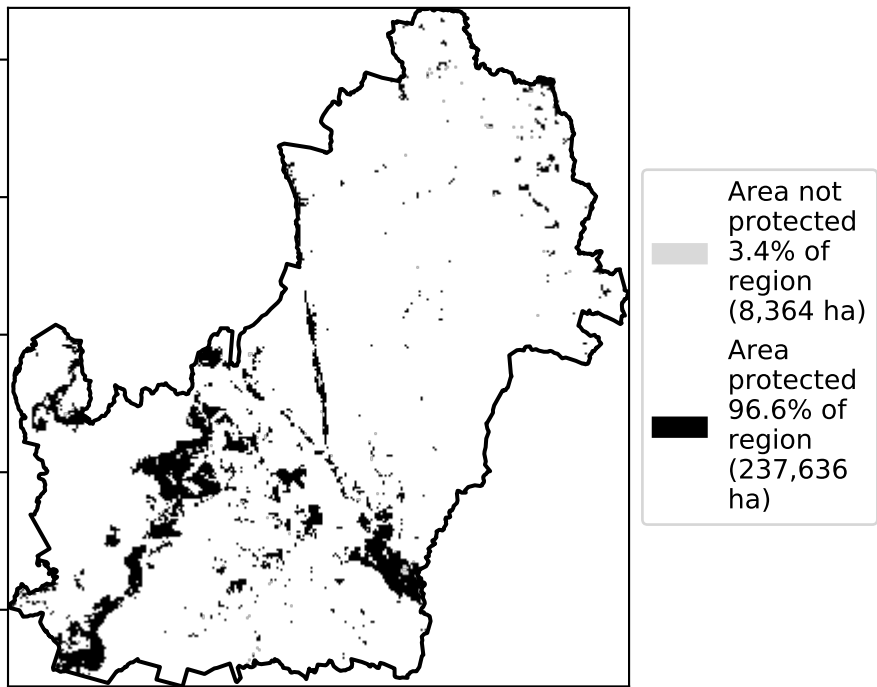 Area not
protected
3.4% of
region
(8,364 ha)
Area
protected
96.6% of
region
(237,636
ha)